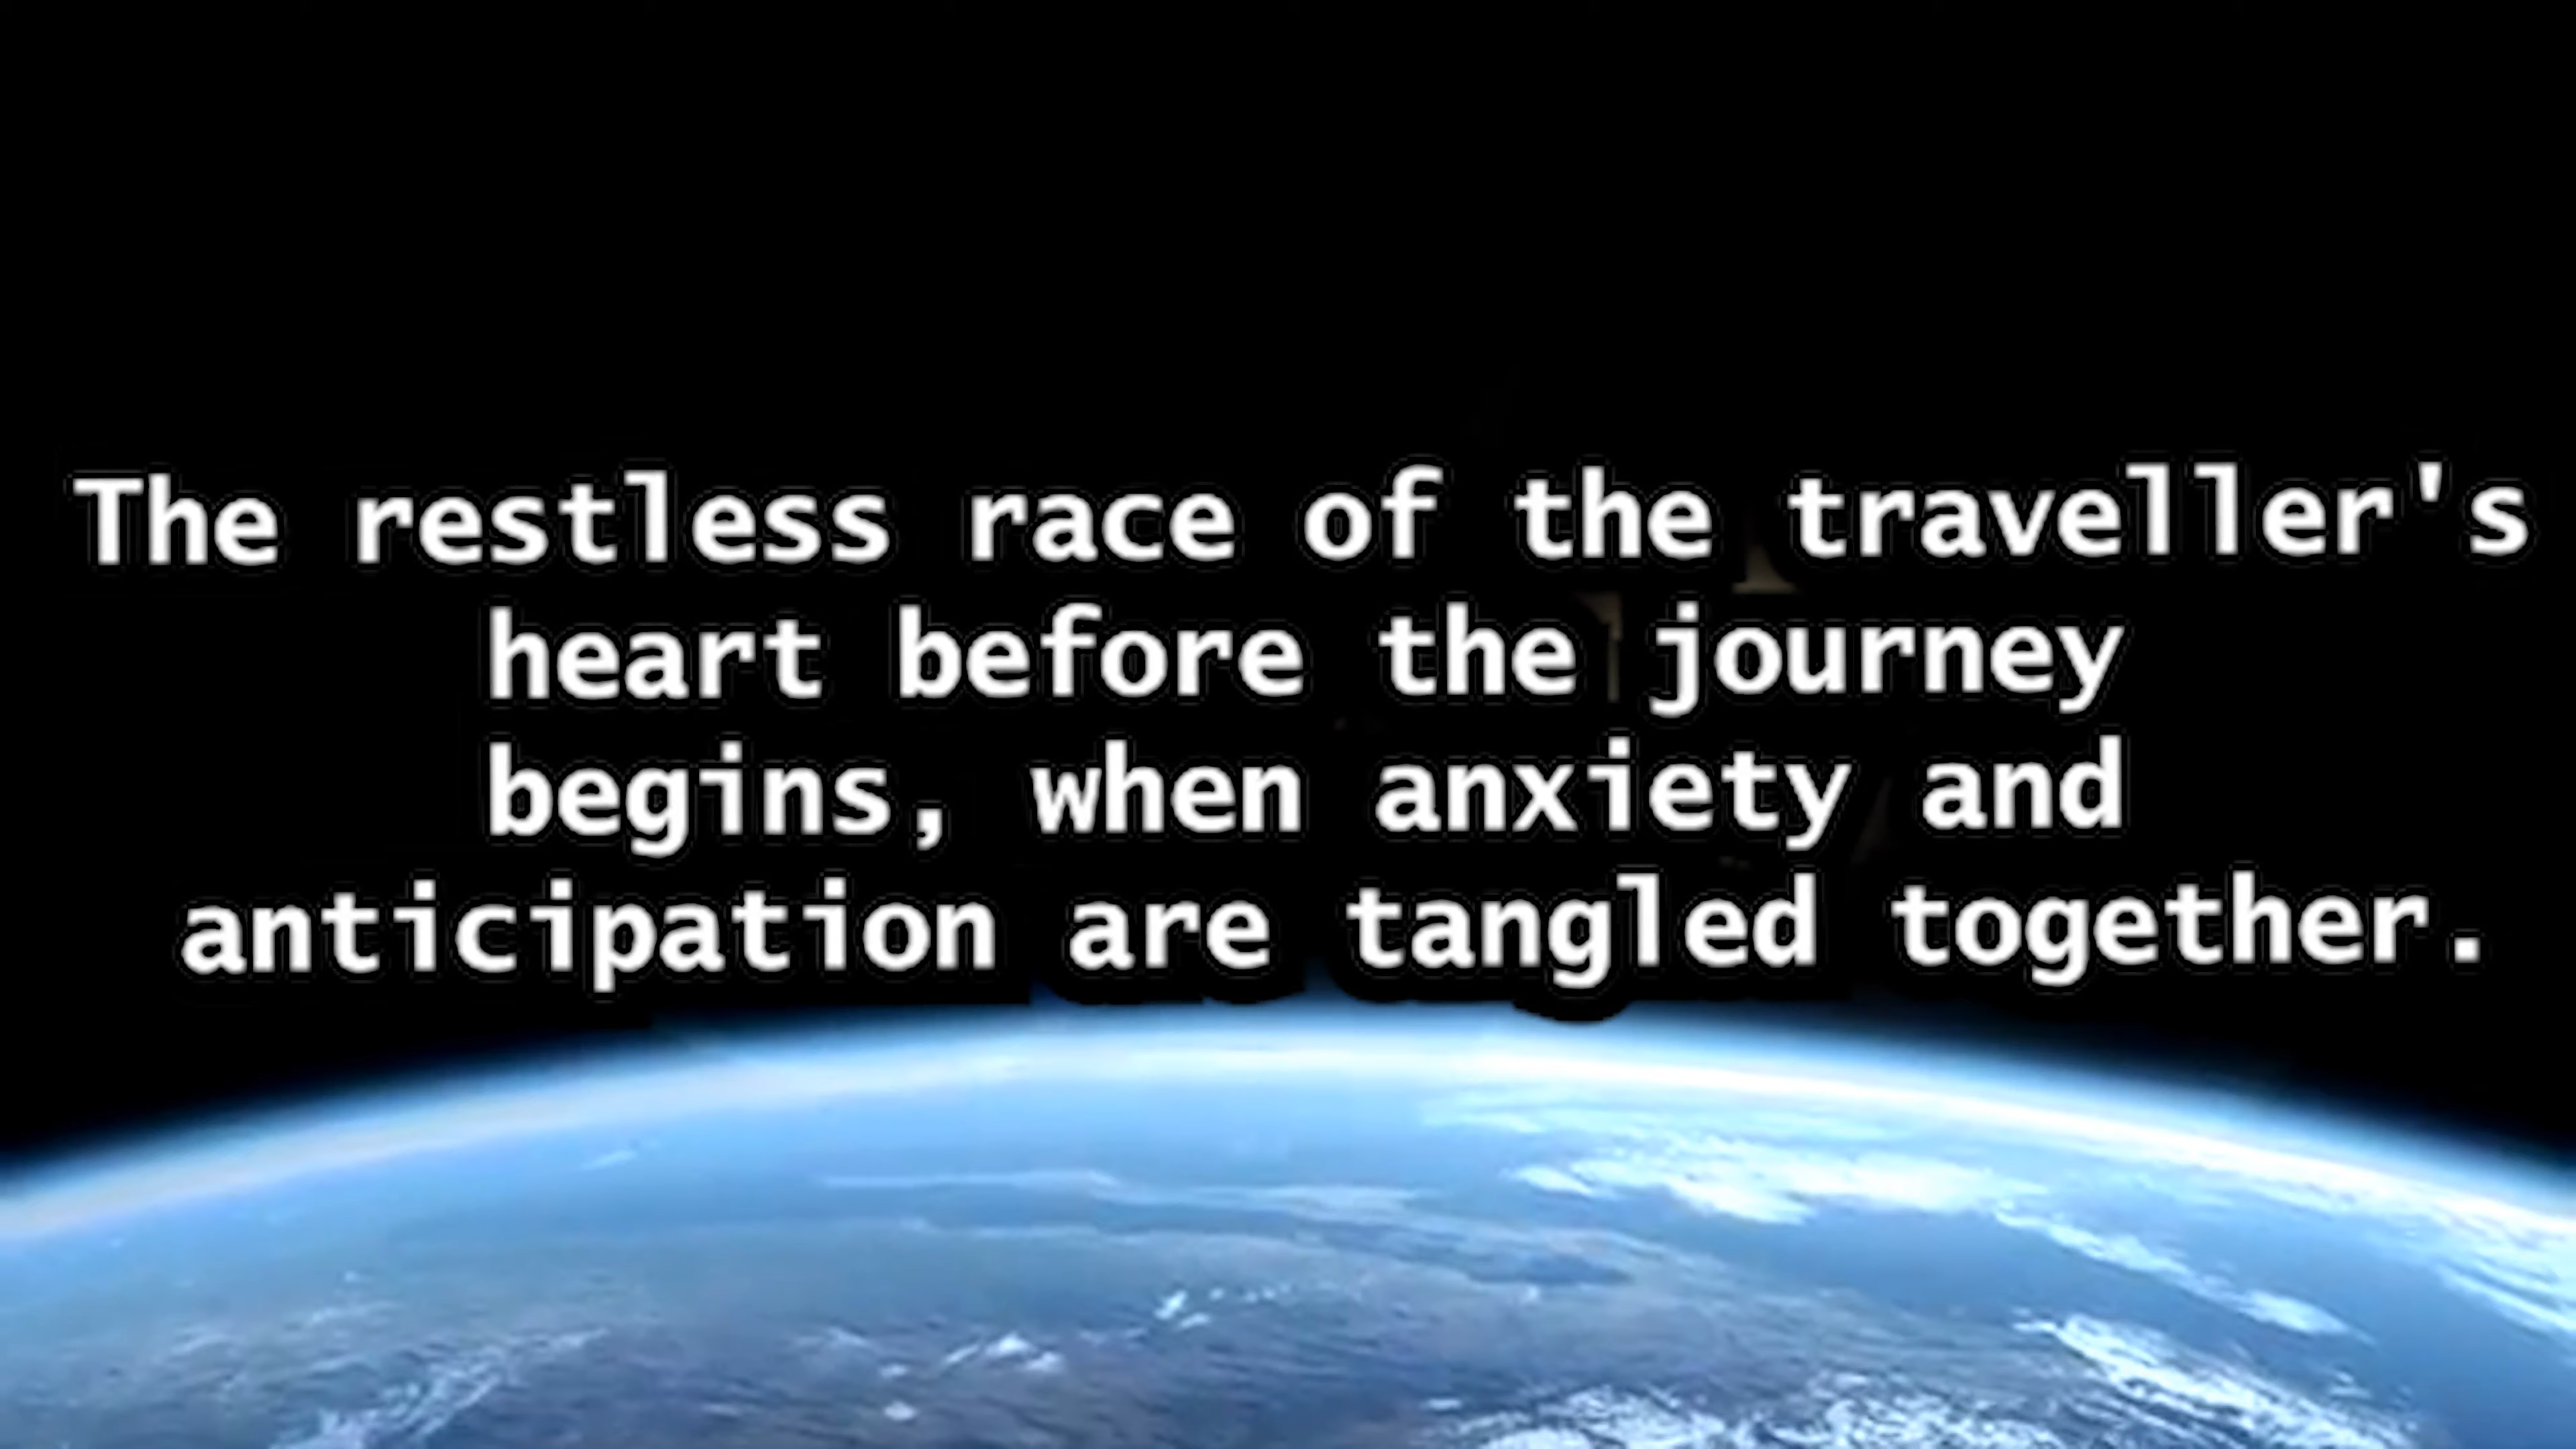 The restless race of the traveller's
heart before the journey
begins, when anxiety and
anticipation are tangled together.